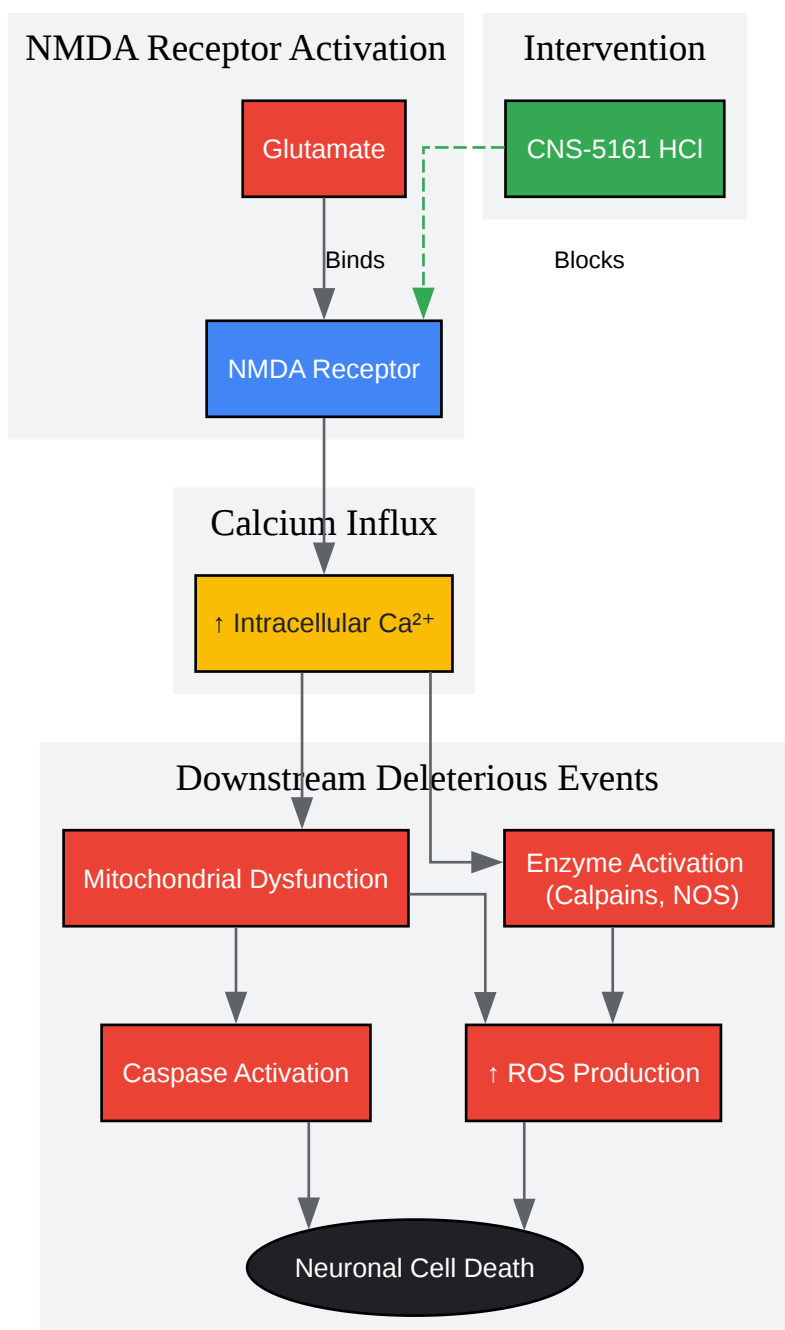 NMDA Receptor Activation
Intervention
Glutamate
CNS-5161 HCl
Binds
Blocks
NMDA Receptor
Calcium Influx
↑ Intracellular Ca²⁺
Downstream Deleterious Events
Mitochondrial Dysfunction
Enzyme Activation
(Calpains, NOS)
Caspase Activation
↑ ROS Production
Neuronal Cell Death